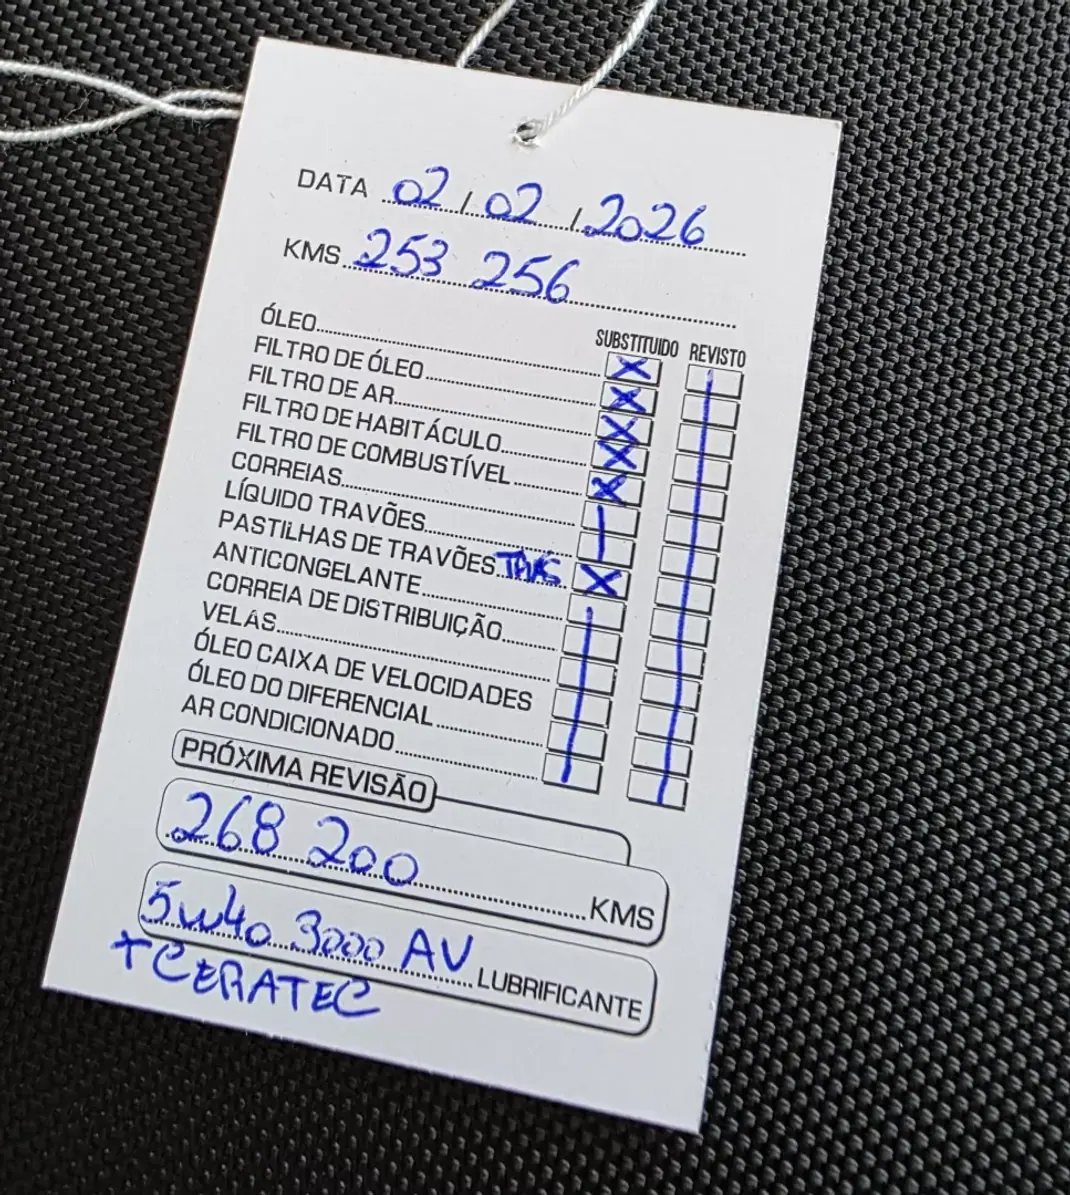 DATA 02 / 02 / 2026
KMS 253 256
SUBSTITUIDO REVISTO
ÓLEO X
FILTRO DE ÓLEO X
FILTRO DE AR X
FILTRO DE HABITÁCULO X
FILTRO DE COMBUSTÍVEL X
CORREIAS
LÍQUIDO TRAVÕES
PASTILHAS DE TRAVÕES TRÁS X
ANTICONGELANTE
CORREIA DE DISTRIBUIÇÃO
VELAS
ÓLEO CAIXA DE VELOCIDADES
ÓLEO DO DIFERENCIAL
AR CONDICIONADO
PRÓXIMA REVISÃO
268 200 KMS
5W40 3000 AV LUBRIFICANTE
+ CERATEC